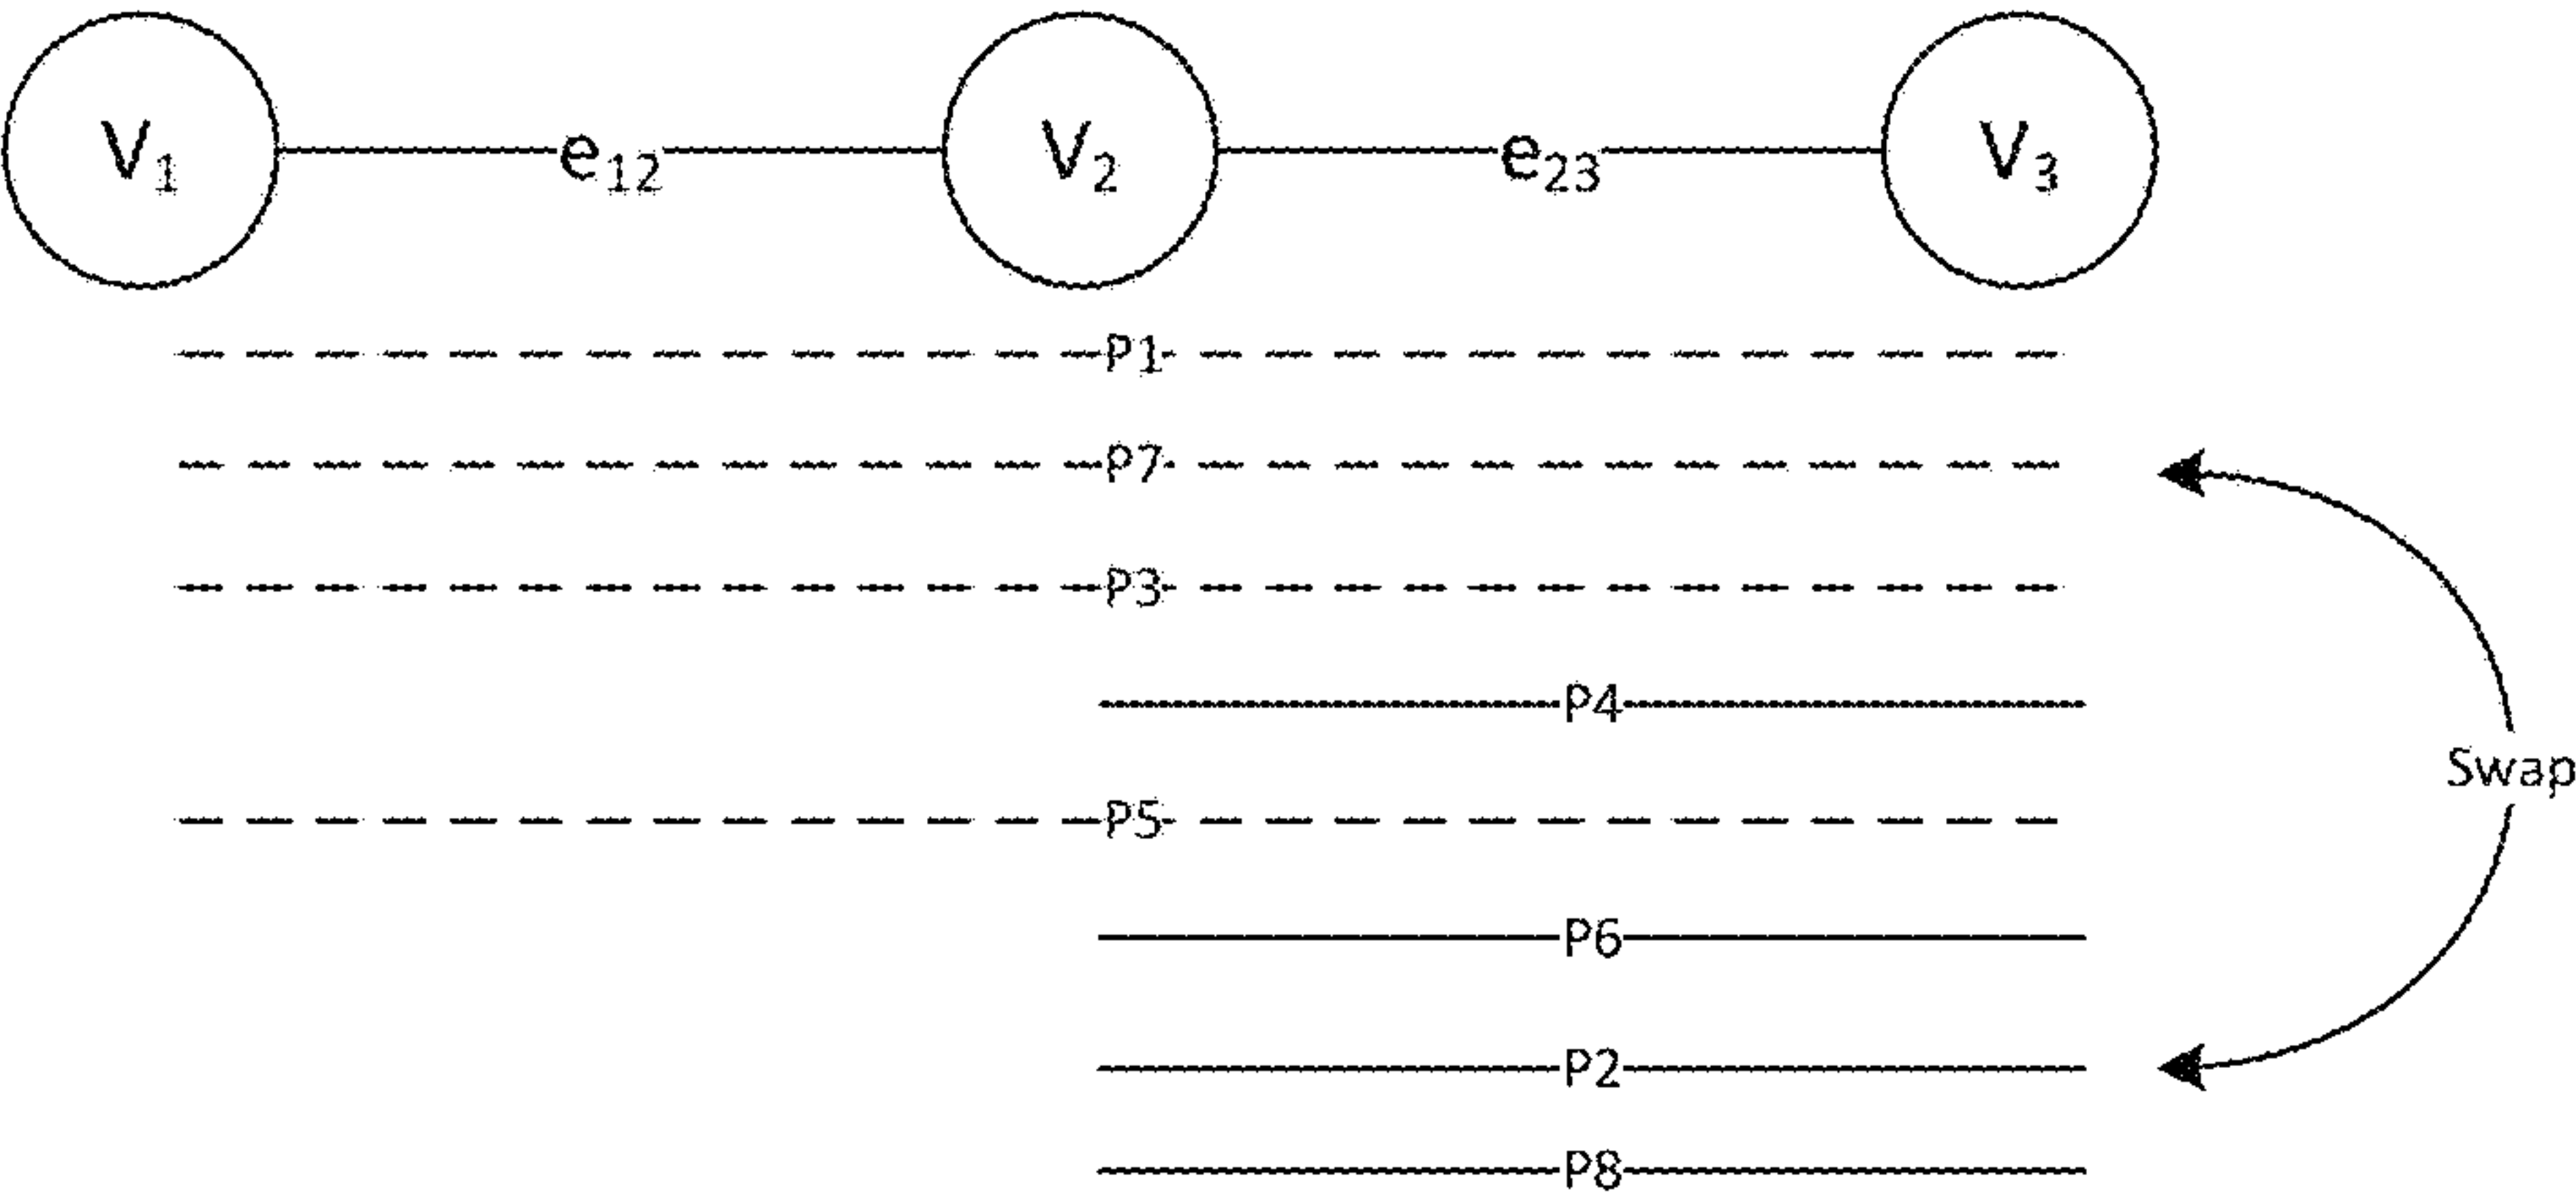 V₁ e₁₂ V₂ e₂₃ V₃
P1
P7
P3
P4
Swap
P5
P6
P2
P8